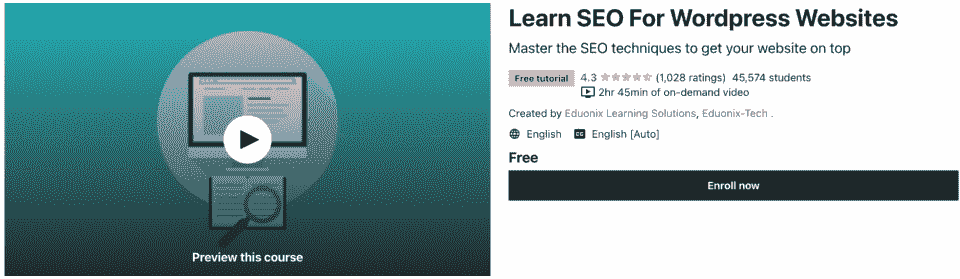 Learn SEO For Wordpress Websites
Master the SEO techniques to get your website on top
Free tutorial 4.3 (1,028 ratings) 45,574 students
2hr 45min of on-demand video
Created by Eduonix Learning Solutions, Eduonix-Tech .
English CC English [Auto]
Free
Enroll now
Preview this course